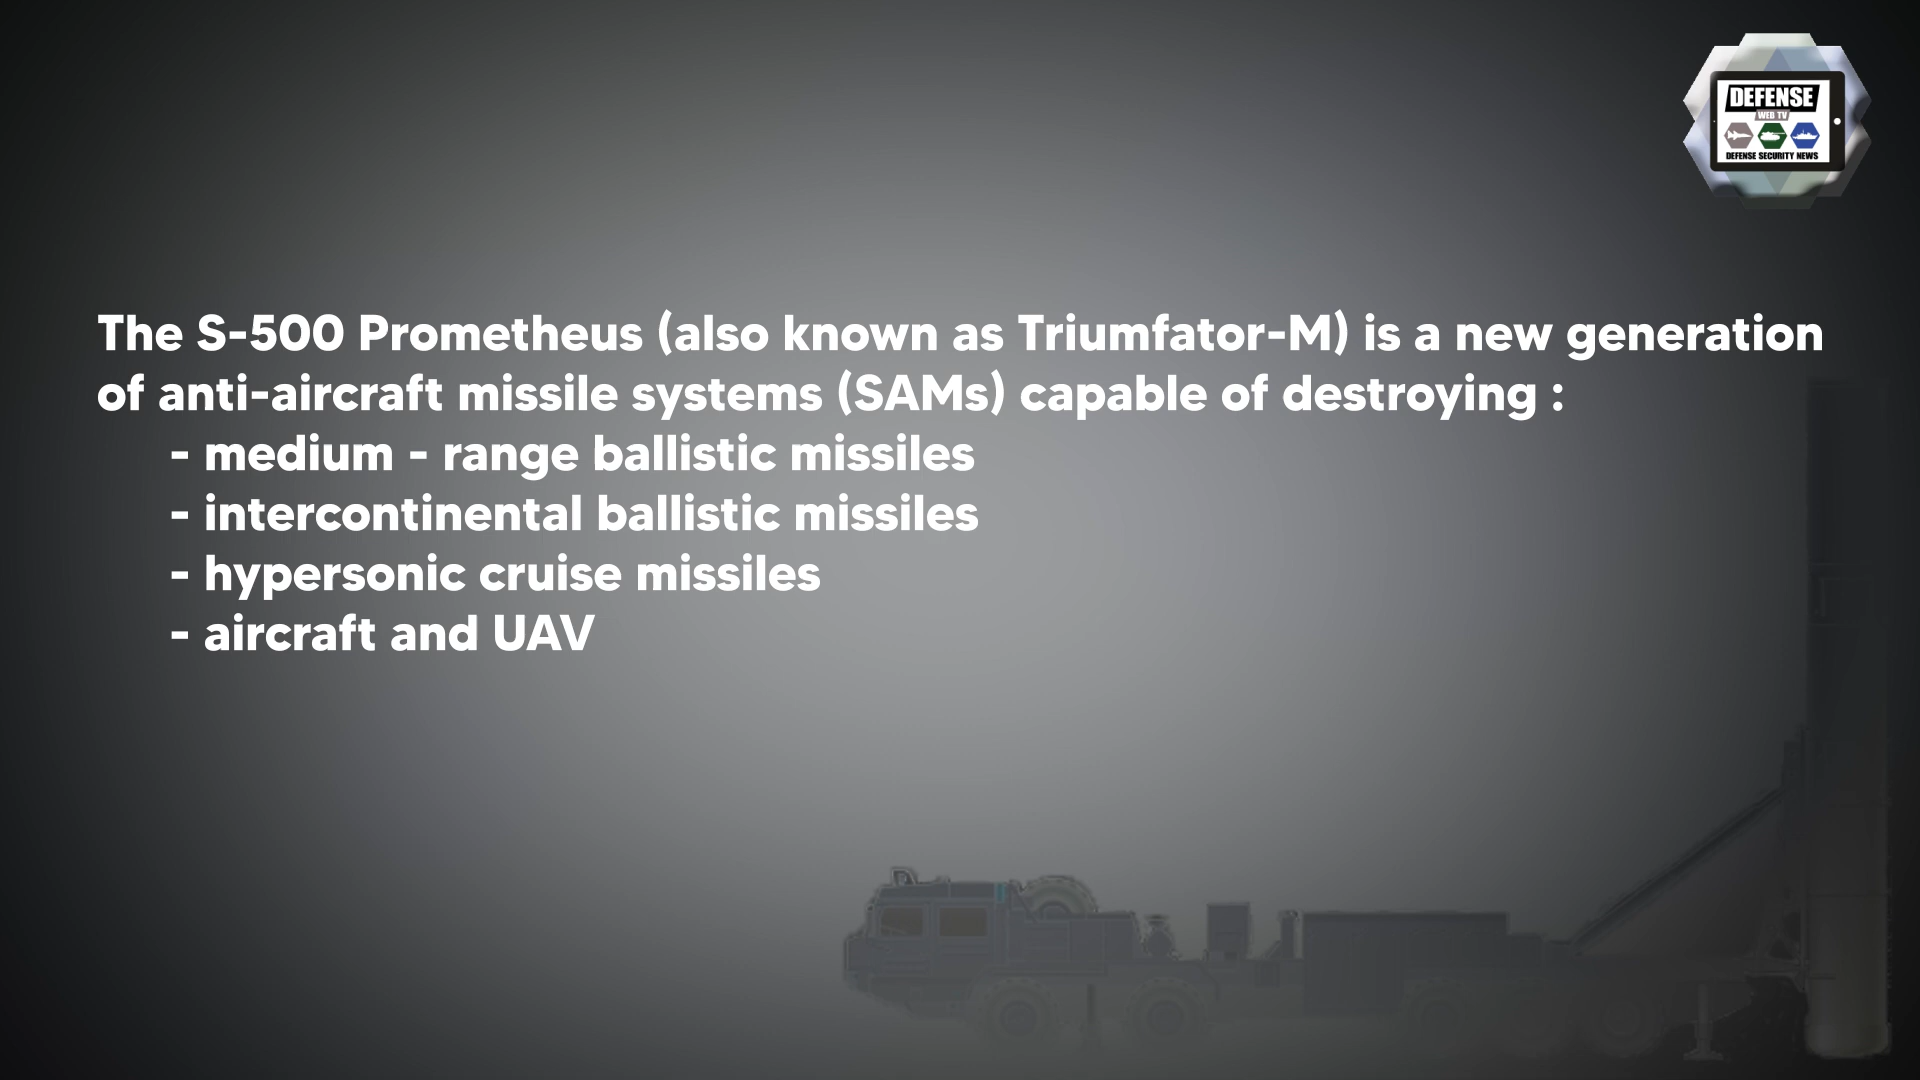 DEFENSE
WEB TV
DEFENSE SECURITY NEWS
The S-500 Prometheus (also known as Triumfator-M) is a new generation
of anti-aircraft missile systems (SAMs) capable of destroying :
- medium - range ballistic missiles
- intercontinental ballistic missiles
- hypersonic cruise missiles
- aircraft and UAV